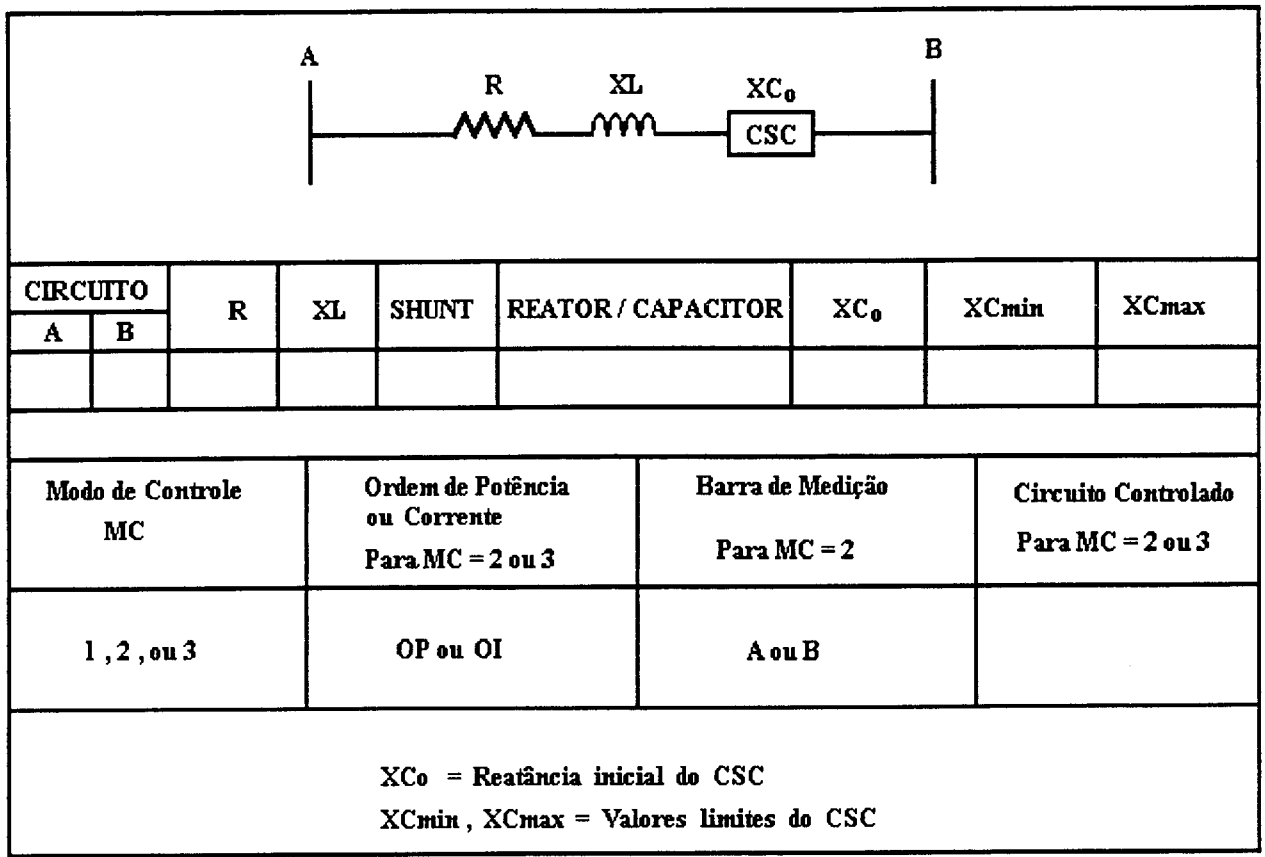 A B
R XL XC₀
CSC
CIRCUITO R XL SHUNT REATOR / CAPACITOR XC₀ XCmin XCmax
A B
Modo de Controle Ordem de Potência Barra de Medição Circuito Controlado
MC ou Corrente Para MC = 2 Para MC = 2 ou 3
Para MC = 2 ou 3
1 , 2 , ou 3 OP ou OI A ou B
XCo = Reatância inicial do CSC
XCmin , XCmax = Valores limites do CSC